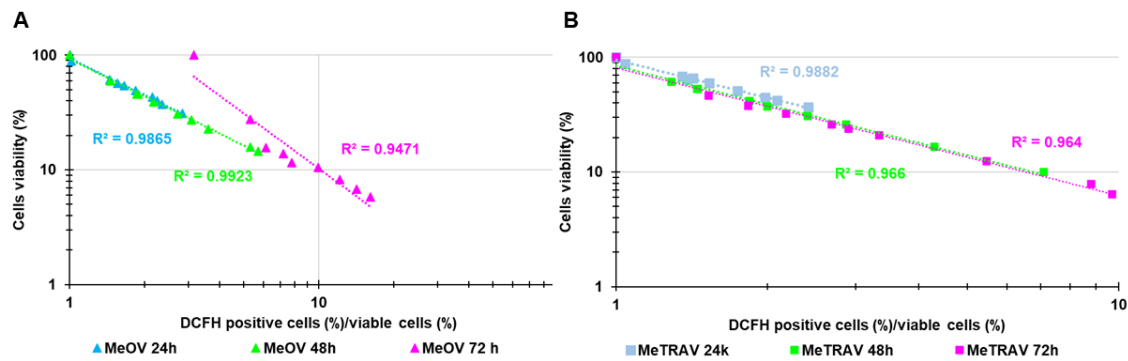 A
Cells viability (%)
100
10
1
R² = 0.9865
R² = 0.9923
R² = 0.9471
1
10
DCFH positive cells (%)/viable cells (%)
MeOV 24h
MeOV 48h
MeOV 72 h
B
Cells viability (%)
100
10
1
R² = 0.9882
R² = 0.966
R² = 0.964
1
10
DCFH positive cells (%)/viable cells (%)
MeTRAV 24k
MeTRAV 48h
MeTRAV 72h